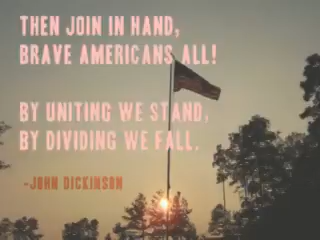 THEN JOIN IN HAND,
BRAVE AMERICANS ALL!
BY UNITING WE STAND,
BY DIVIDING WE FALL.
-JOHN DICKINSON